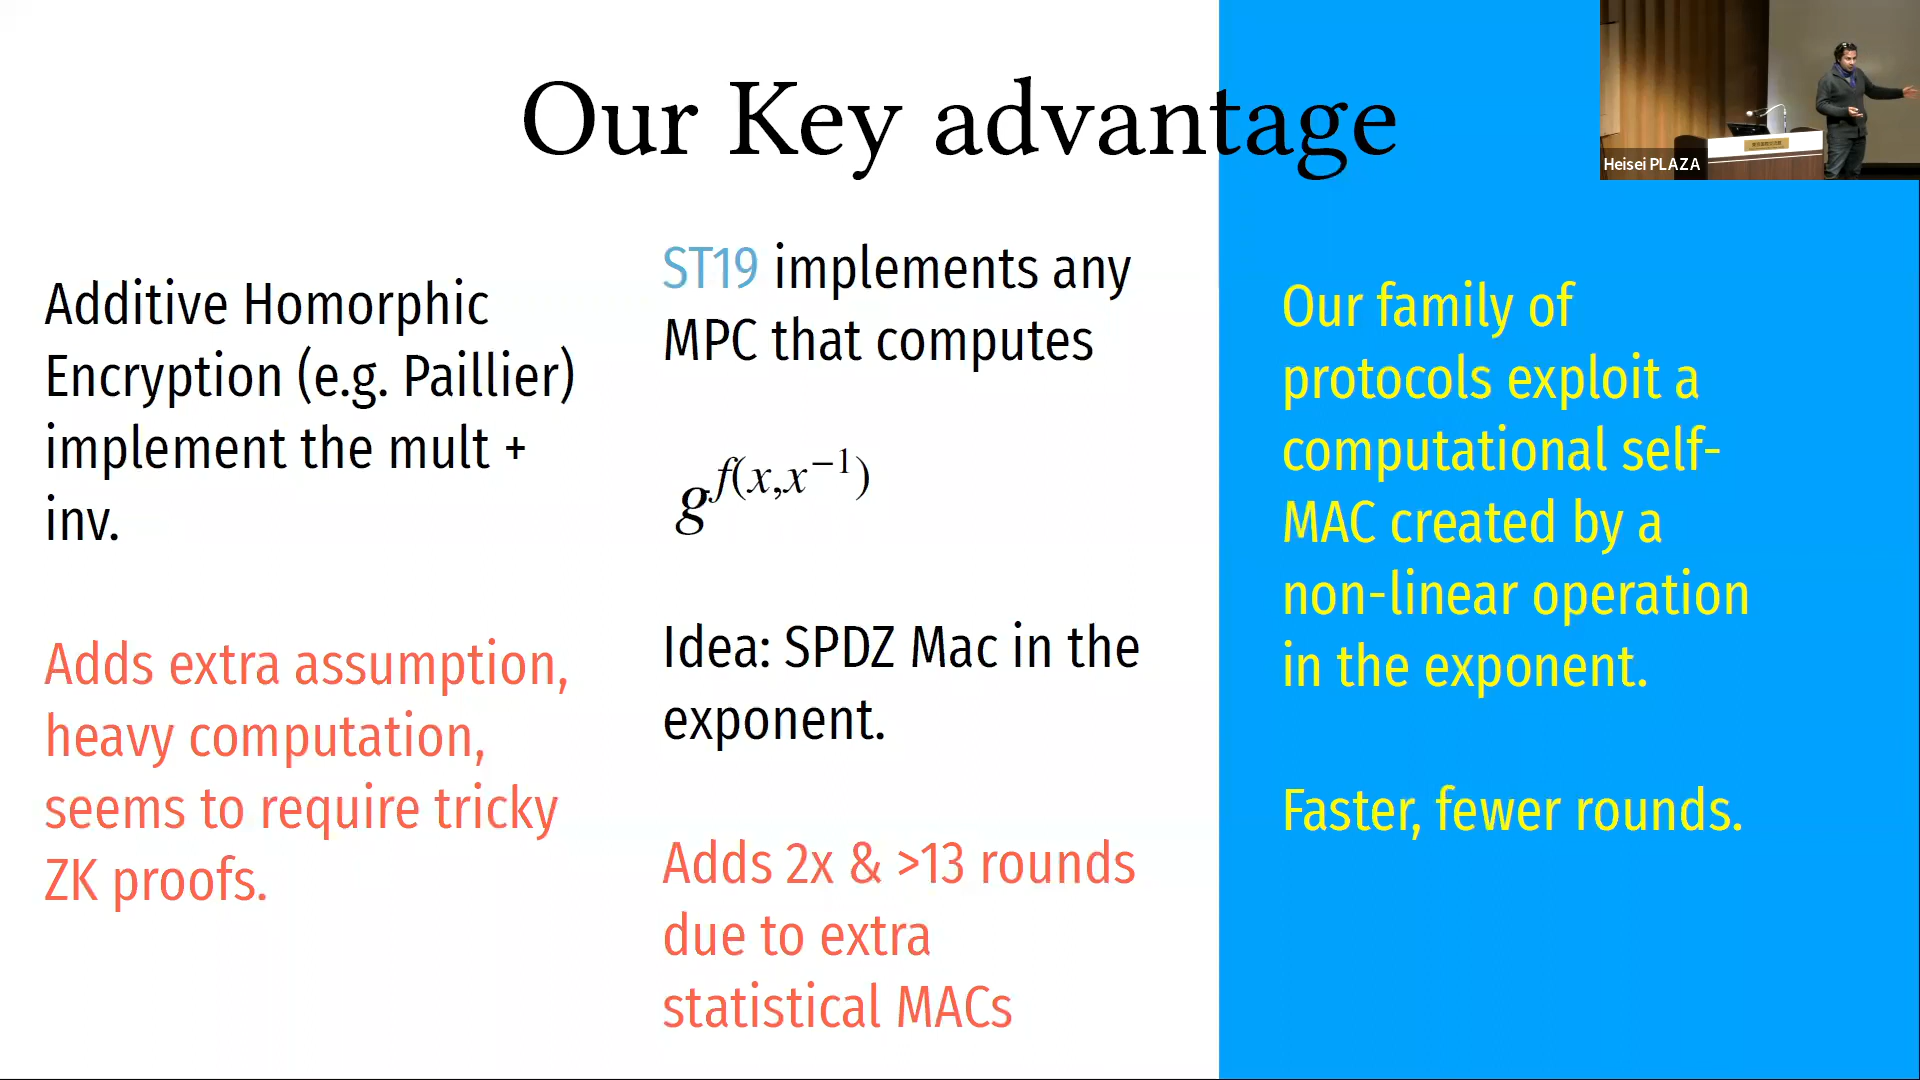 Our Key advantage
Heisei PLAZA
Additive Homorphic
Encryption (e.g. Paillier)
implement the mult +
inv.
Adds extra assumption,
heavy computation,
seems to require tricky
ZK proofs.
ST19 implements any
MPC that computes
g^{f(x,x^{-1})}
Idea: SPDZ Mac in the
exponent.
Adds 2x & >13 rounds
due to extra
statistical MACs
Our family of
protocols exploit a
computational self-
MAC created by a
non-linear operation
in the exponent.
Faster, fewer rounds.